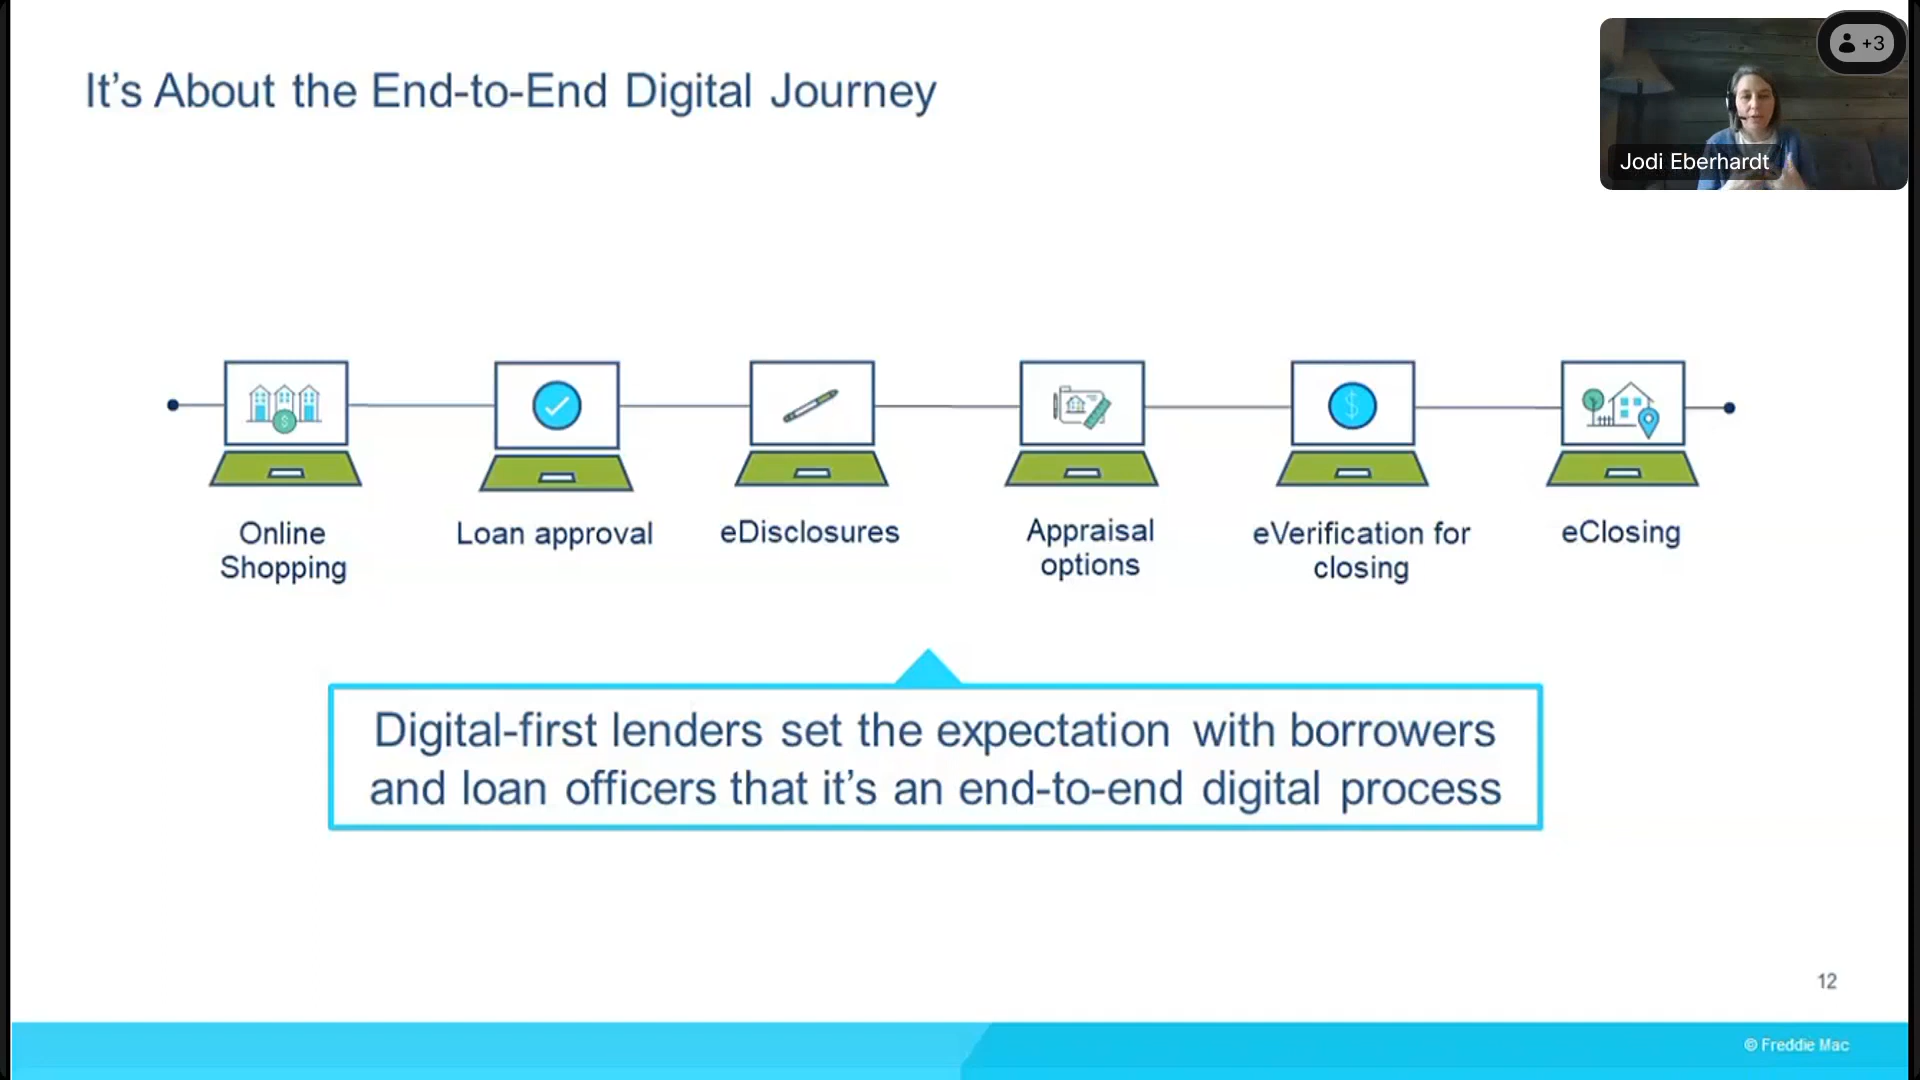 It's About the End-to-End Digital Journey
+3
Jodi Eberhardt
$
$
Online
Shopping
Loan approval
eDisclosures
Appraisal
options
eVerification for
closing
eClosing
Digital-first lenders set the expectation with borrowers
and loan officers that it's an end-to-end digital process
12
© Freddie Mac